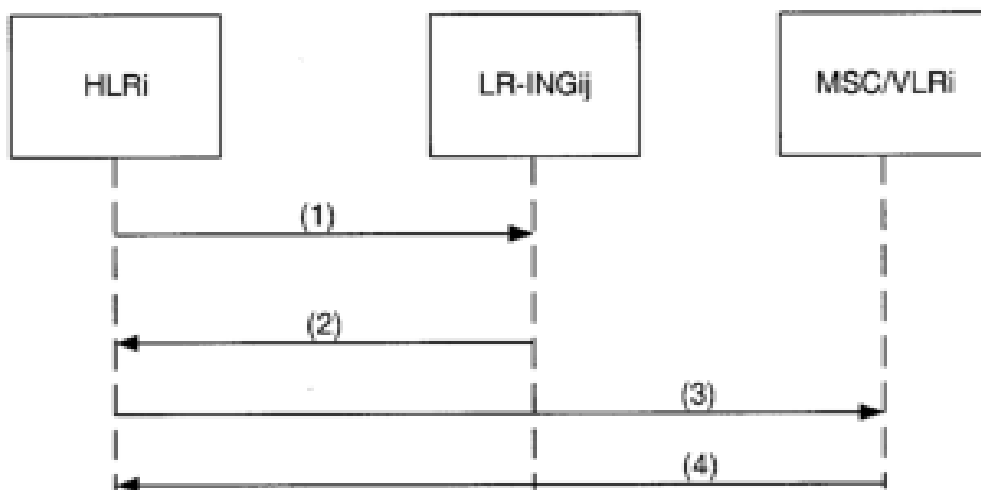 HLRi
LR-INGij
MSC/VLRi
(1)
(2)
(3)
(4)